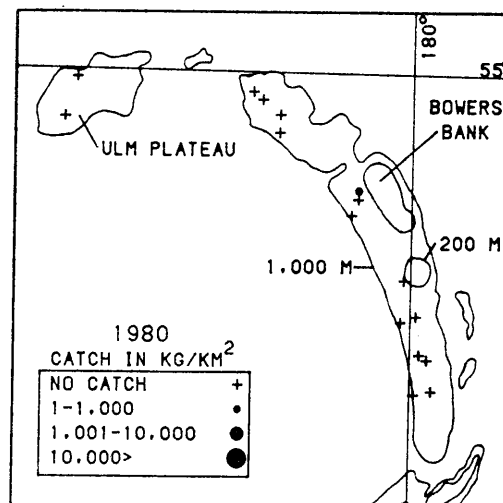 180°
55
BOWERS
BANK
ULM PLATEAU
200 M
1,000 M
1980
CATCH IN KG/KM²
NO CATCH +
1-1,000
1,001-10,000
10,000>